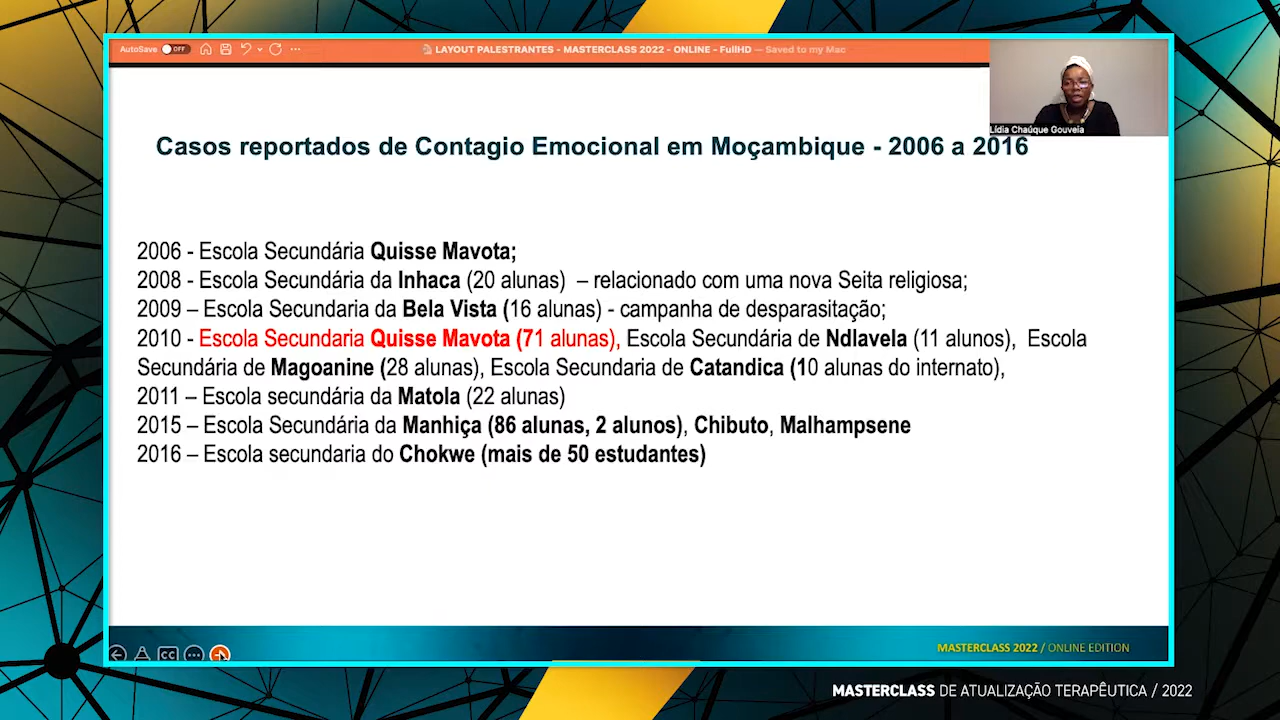 AutoSave OFF
LAYOUT PALESTRANTES - MASTERCLASS 2022 - ONLINE - FullHD — Saved to my Mac
Lídia Chaúque Gouveia
Casos reportados de Contagio Emocional em Moçambique - 2006 a 2016
2006 - Escola Secundária Quisse Mavota;
2008 - Escola Secundária da Inhaca (20 alunas) – relacionado com uma nova Seita religiosa;
2009 – Escola Secundaria da Bela Vista (16 alunas) - campanha de desparasitação;
2010 - Escola Secundaria Quisse Mavota (71 alunas), Escola Secundária de Ndlavela (11 alunos), Escola
Secundária de Magoanine (28 alunas), Escola Secundaria de Catandica (10 alunas do internato),
2011 – Escola secundária da Matola (22 alunas)
2015 – Escola Secundária da Manhiça (86 alunas, 2 alunos), Chibuto, Malhampsene
2016 – Escola secundaria do Chokwe (mais de 50 estudantes)
CC
MASTERCLASS 2022 / ONLINE EDITION
MASTERCLASS DE ATUALIZAÇÃO TERAPÊUTICA / 2022